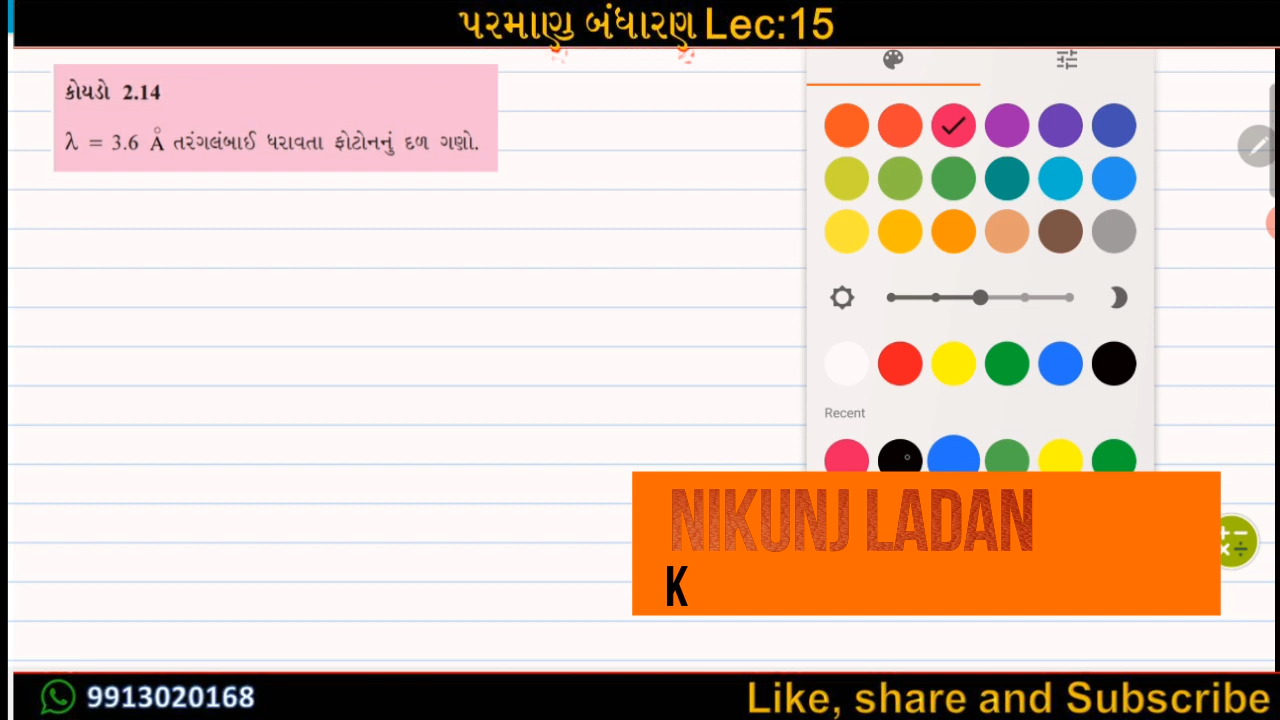 પરમાણુ બંધારણ Lec:15
કોયડો 2.14
λ = 3.6 Å તરંગલંબાઈ ધરાવતા ફોટોનનું દળ ગણો.
Recent
NIKUNJ LADAN
K
9913020168
Like, share and Subscribe